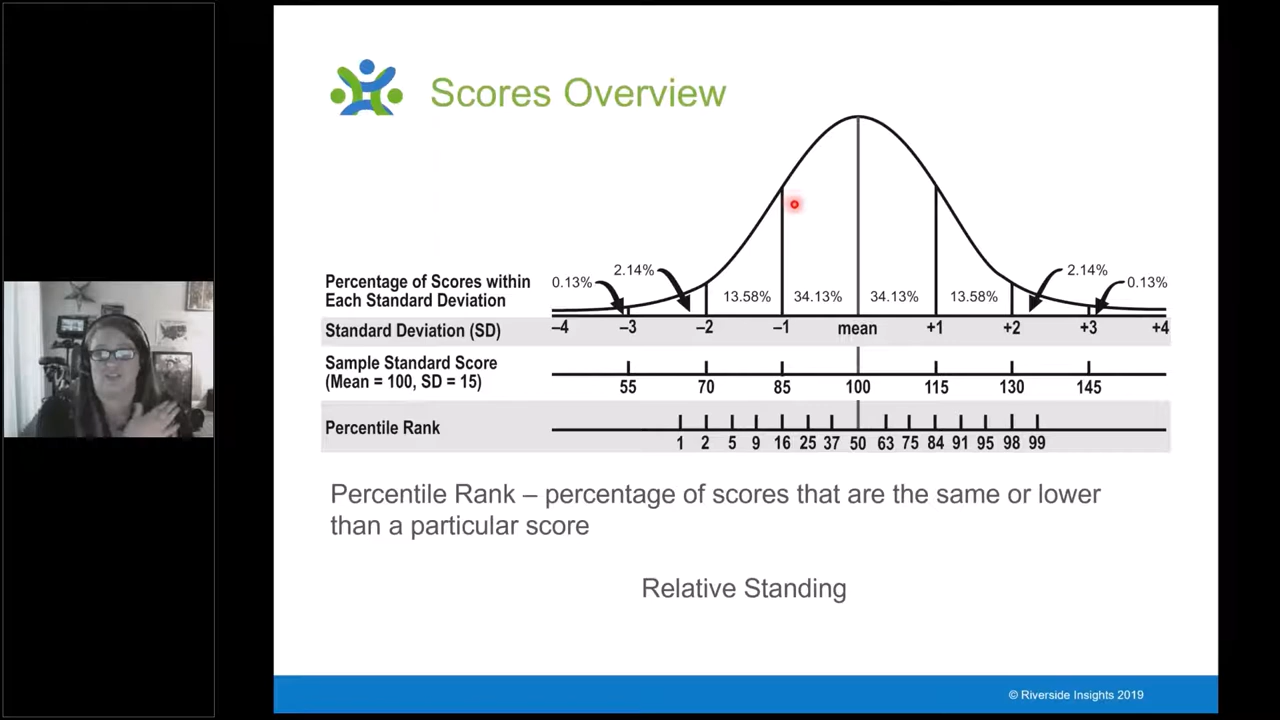 Scores Overview
Percentage of Scores within
Each Standard Deviation
0.13% 2.14% 13.58% 34.13% 34.13% 13.58% 2.14% 0.13%
Standard Deviation (SD) –4 –3 –2 –1 mean +1 +2 +3 +4
Sample Standard Score
(Mean = 100, SD = 15)
55 70 85 100 115 130 145
Percentile Rank
1 2 5 9 16 25 37 50 63 75 84 91 95 98 99
Percentile Rank – percentage of scores that are the same or lower
than a particular score
Relative Standing
© Riverside Insights 2019